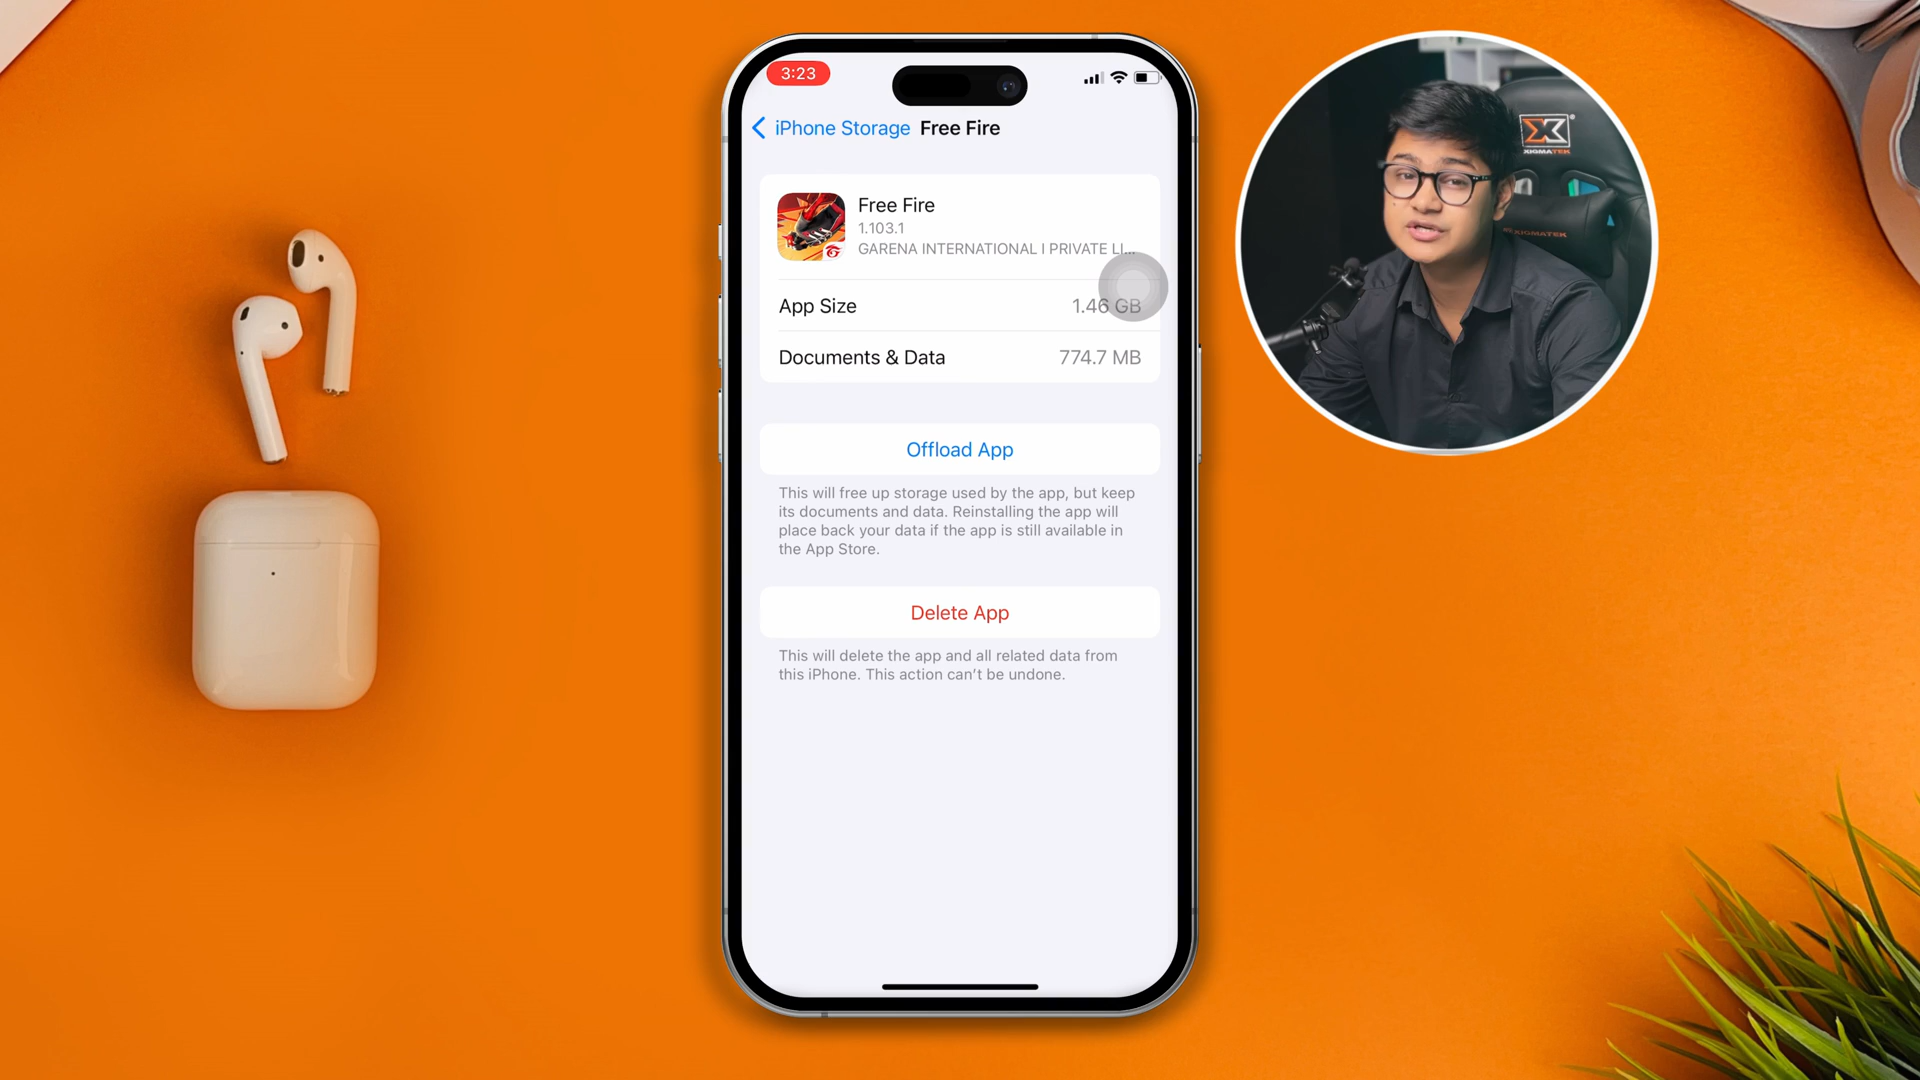 3:23
iPhone Storage Free Fire
Free Fire
1.103.1
GARENA INTERNATIONAL I PRIVATE LI...
App Size 1.46 GB
Documents & Data 774.7 MB
Offload App
This will free up storage used by the app, but keep
its documents and data. Reinstalling the app will
place back your data if the app is still available in
the App Store.
Delete App
This will delete the app and all related data from
this iPhone. This action can’t be undone.
XIGMATEK
XIGMATEK